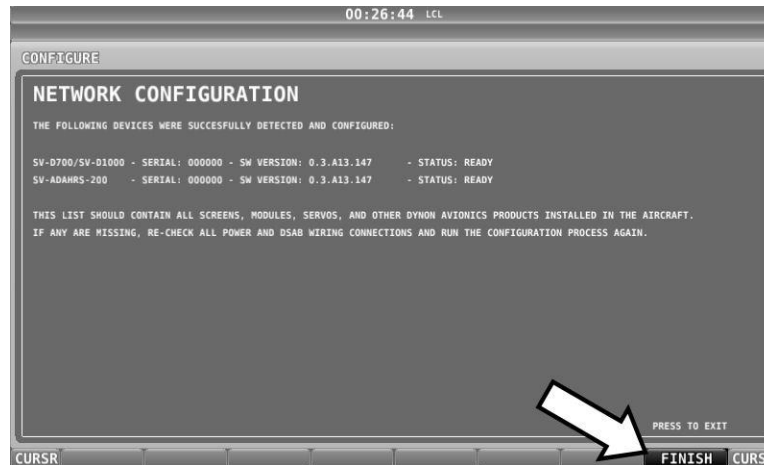 00:26:44 LCL
CONFIGURE
NETWORK CONFIGURATION
THE FOLLOWING DEVICES WERE SUCCESFULLY DETECTED AND CONFIGURED:
SV-D700/SV-D1000 - SERIAL: 000000 - SW VERSION: 0.3.A13.147 - STATUS: READY
SV-ADAHRS-200 - SERIAL: 000000 - SW VERSION: 0.3.A13.147 - STATUS: READY
THIS LIST SHOULD CONTAIN ALL SCREENS, MODULES, SERVOS, AND OTHER DYNON AVIONICS PRODUCTS INSTALLED IN THE AIRCRAFT.
IF ANY ARE MISSING, RE-CHECK ALL POWER AND DSAB WIRING CONNECTIONS AND RUN THE CONFIGURATION PROCESS AGAIN.
PRESS TO EXIT
CURSR FINISH CURS